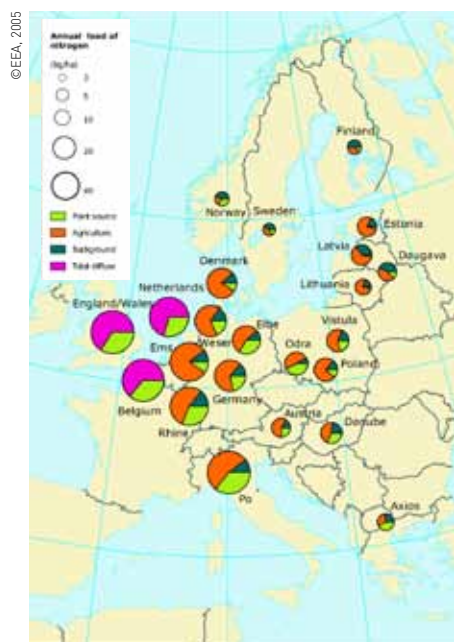 ©EEA, 2005
Annual load of
nitrogen
(kg/ha)
2
5
10
20
40
Point source
Agriculture
Background
Total diffuse
Finland
Norway
Sweden
Estonia
Latvia
Daugava
Lithuania
Denmark
Netherlands
England/Wales
Elbe
Vistula
Ems
Weser
Odra
Poland
Belgium
Germany
Rhine
Austria
Danube
Po
Axios